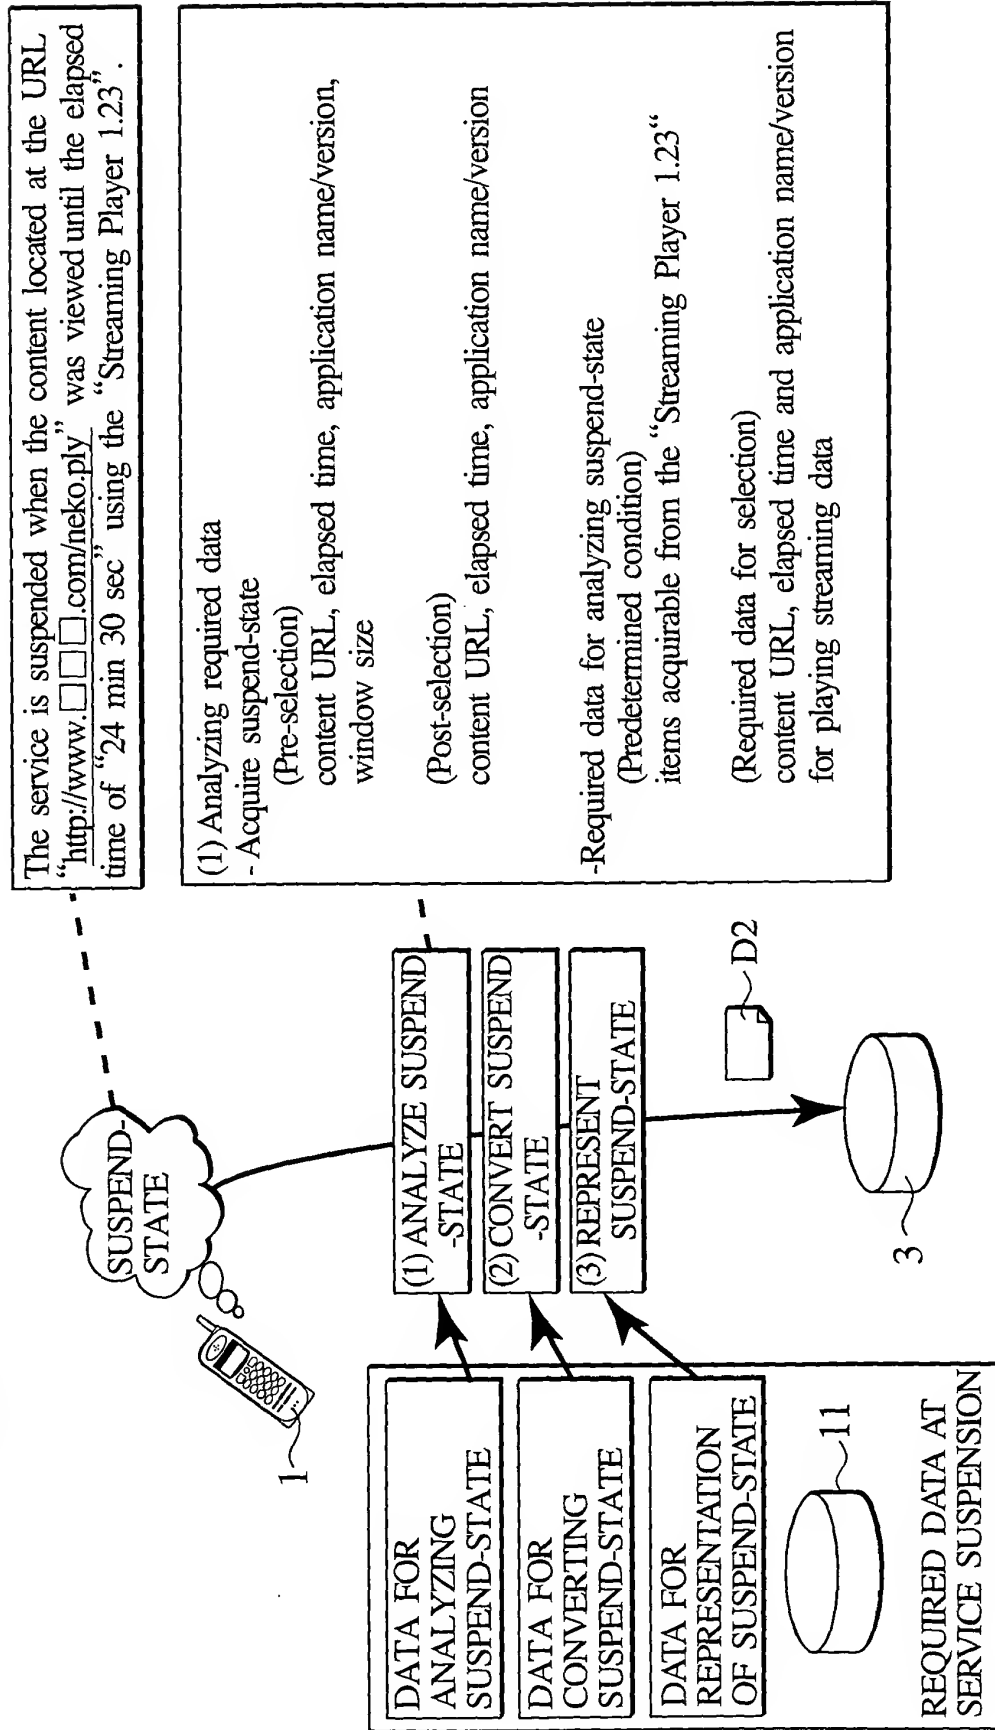 The service is suspended when the content located at the URL
“http://www.□□□.com/neko.ply” was viewed until the elapsed
time of “24 min 30 sec” using the “Streaming Player 1.23”.
SUSPEND-
STATE
1
(1) ANALYZE SUSPEND
-STATE
(2) CONVERT SUSPEND
-STATE
(3) REPRESENT
SUSPEND-STATE
D2
3
(1) Analyzing required data
- Acquire suspend-state
(Pre-selection)
content URL, elapsed time, application name/version,
window size
(Post-selection)
content URL, elapsed time, application name/version
-Required data for analyzing suspend-state
(Predetermined condition)
items acquirable from the “Streaming Player 1.23“
(Required data for selection)
content URL, elapsed time and application name/version
for playing streaming data
DATA FOR
ANALYZING
SUSPEND-STATE
DATA FOR
CONVERTING
SUSPEND-STATE
DATA FOR
REPRESENTATION
OF SUSPEND-STATE
11
REQUIRED DATA AT
SERVICE SUSPENSION